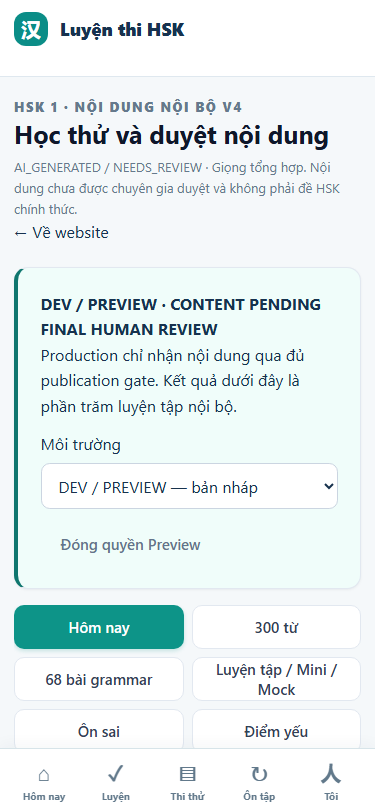 汉 Luyện thi HSK
HSK 1 · NỘI DUNG NỘI BỘ V4
Học thử và duyệt nội dung
AI_GENERATED / NEEDS_REVIEW · Giọng tổng hợp. Nội
dung chưa được chuyên gia duyệt và không phải đề HSK
chính thức.
← Về website
DEV / PREVIEW · CONTENT PENDING
FINAL HUMAN REVIEW
Production chỉ nhận nội dung qua đủ
publication gate. Kết quả dưới đây là
phần trăm luyện tập nội bộ.
Môi trường
DEV / PREVIEW — bản nháp
Đóng quyền Preview
Hôm nay
300 từ
68 bài grammar
Luyện tập / Mini /
Mock
Ôn sai
Điểm yếu
Hôm nay
Luyện
Thi thử
Ôn tập
人
Tôi